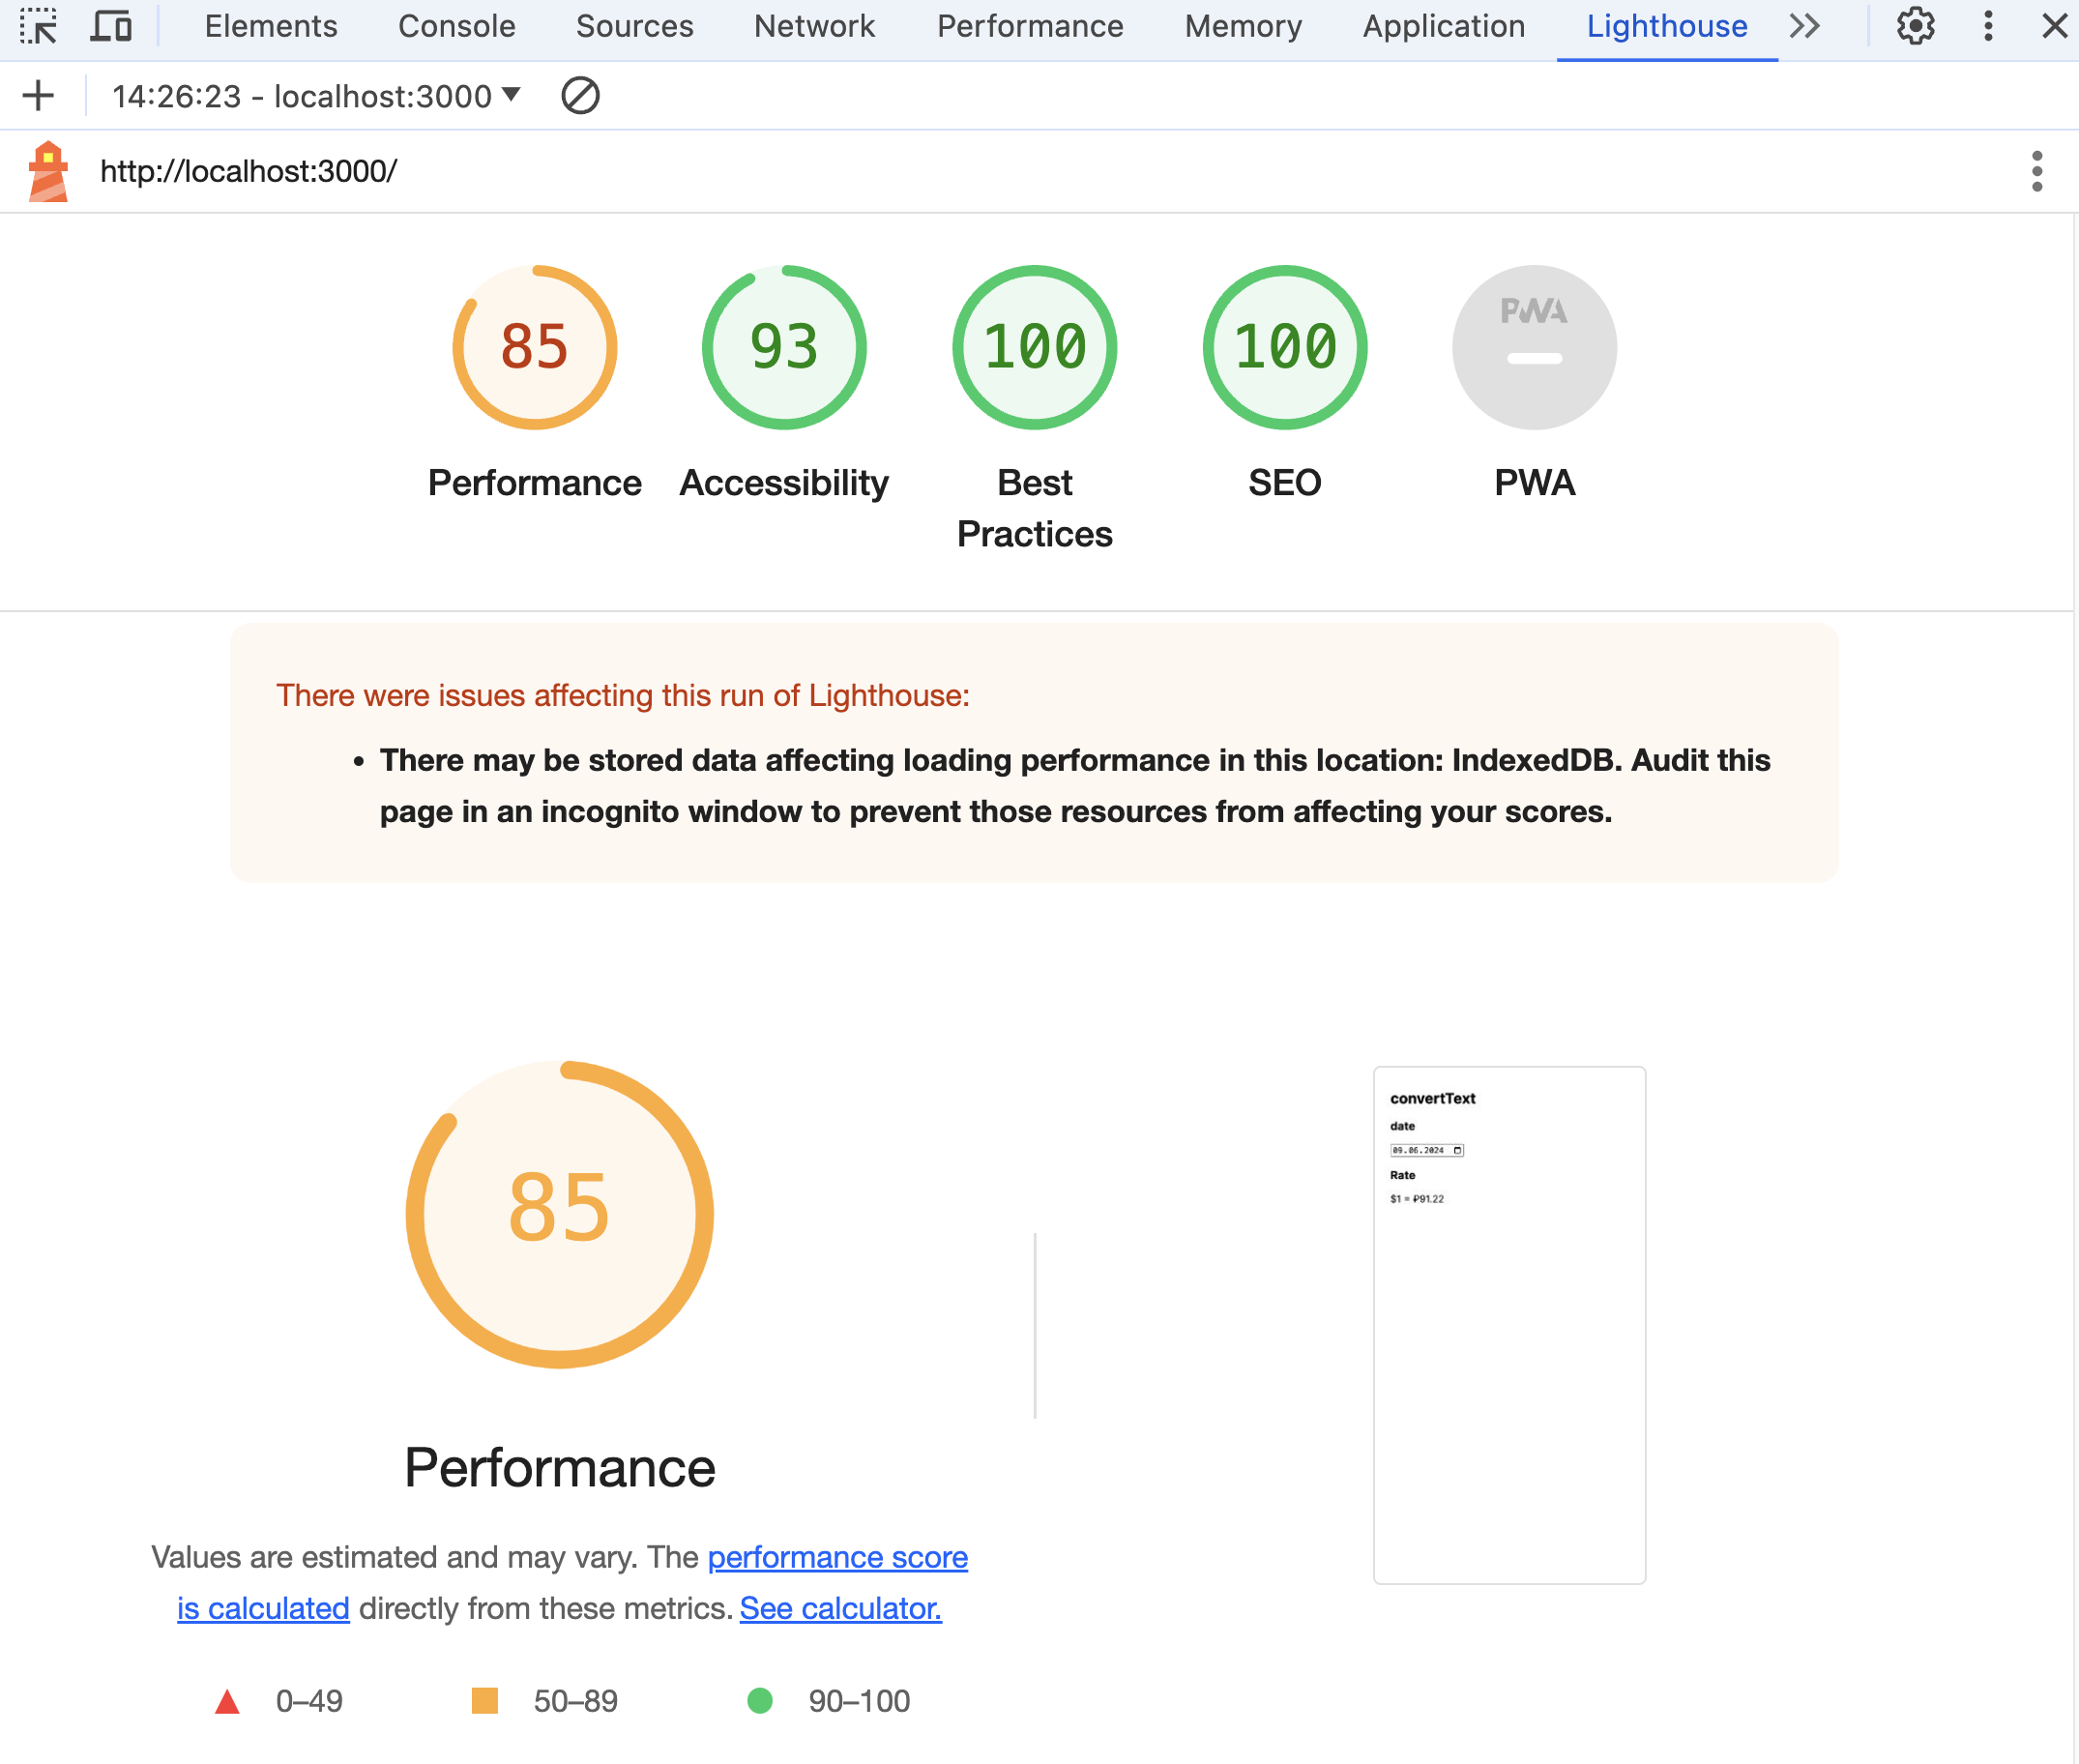 Elements Console Sources Network Performance Memory Application Lighthouse
14:26:23 - localhost:3000
http://localhost:3000/
85 93 100 100 PWA
Performance Accessibility Best Practices SEO PWA
There were issues affecting this run of Lighthouse:
• There may be stored data affecting loading performance in this location: IndexedDB. Audit this
page in an incognito window to prevent those resources from affecting your scores.
85
Performance
Values are estimated and may vary. The performance score
is calculated directly from these metrics. See calculator.
0–49 50–89 90–100
convertText
date
09.06.2024
Rate
$1 = ₽91.22